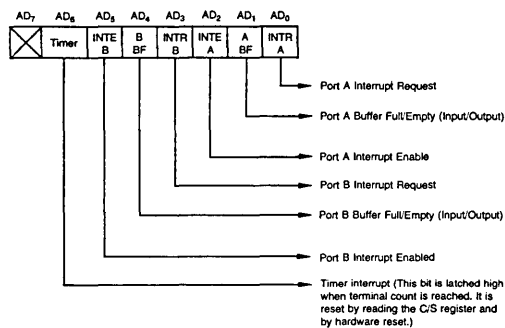 AD7 AD6 AD5 AD4 AD3 AD2 AD1 AD0
Timer INTE B B BF INTR B INTE A A BF INTR A
Port A Interrupt Request
Port A Buffer Full/Empty (Input/Output)
Port A Interrupt Enable
Port B Interrupt Request
Port B Buffer Full/Empty (Input/Output)
Port B Interrupt Enabled
Timer interrupt (This bit is latched high
when terminal count is reached. It is
reset by reading the C/S register and
by hardware reset.)